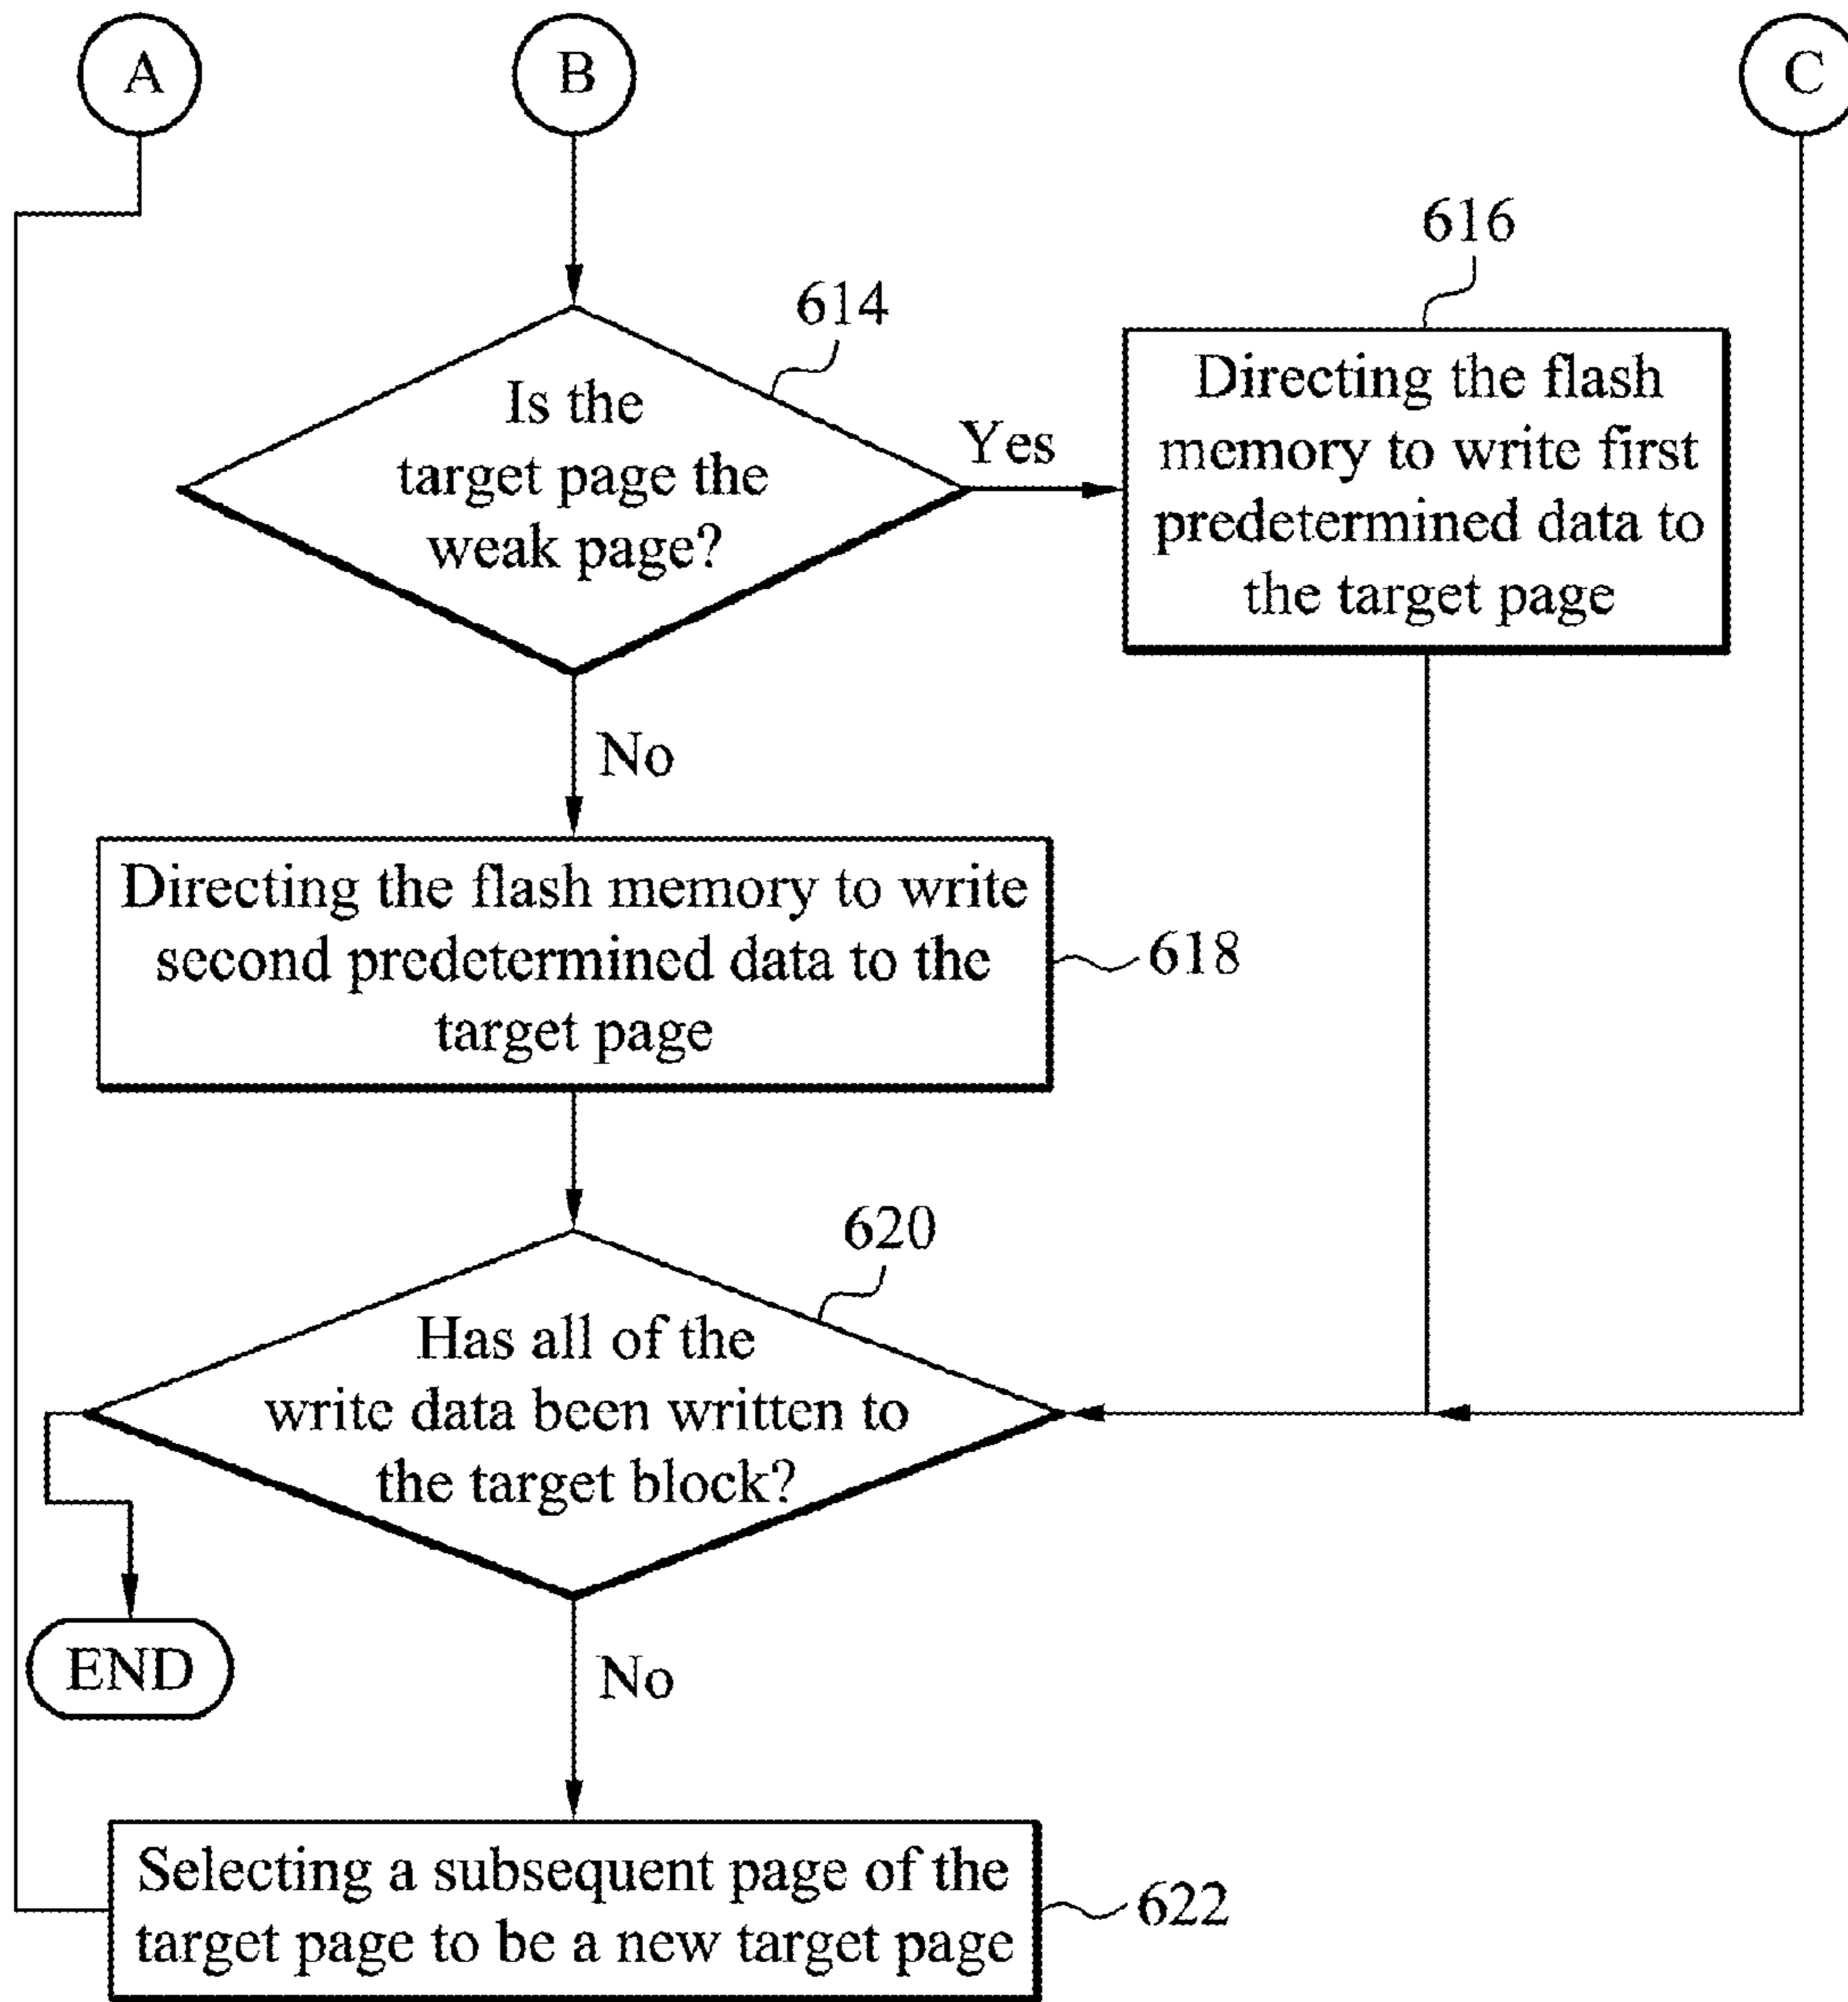 A
B
C
614
616
Is the
target page the
weak page?
Yes
Directing the flash
memory to write first
predetermined data to
the target page
No
Directing the flash memory to write
second predetermined data to the
target page
618
620
Has all of the
write data been written to
the target block?
END
No
Selecting a subsequent page of the
target page to be a new target page
622